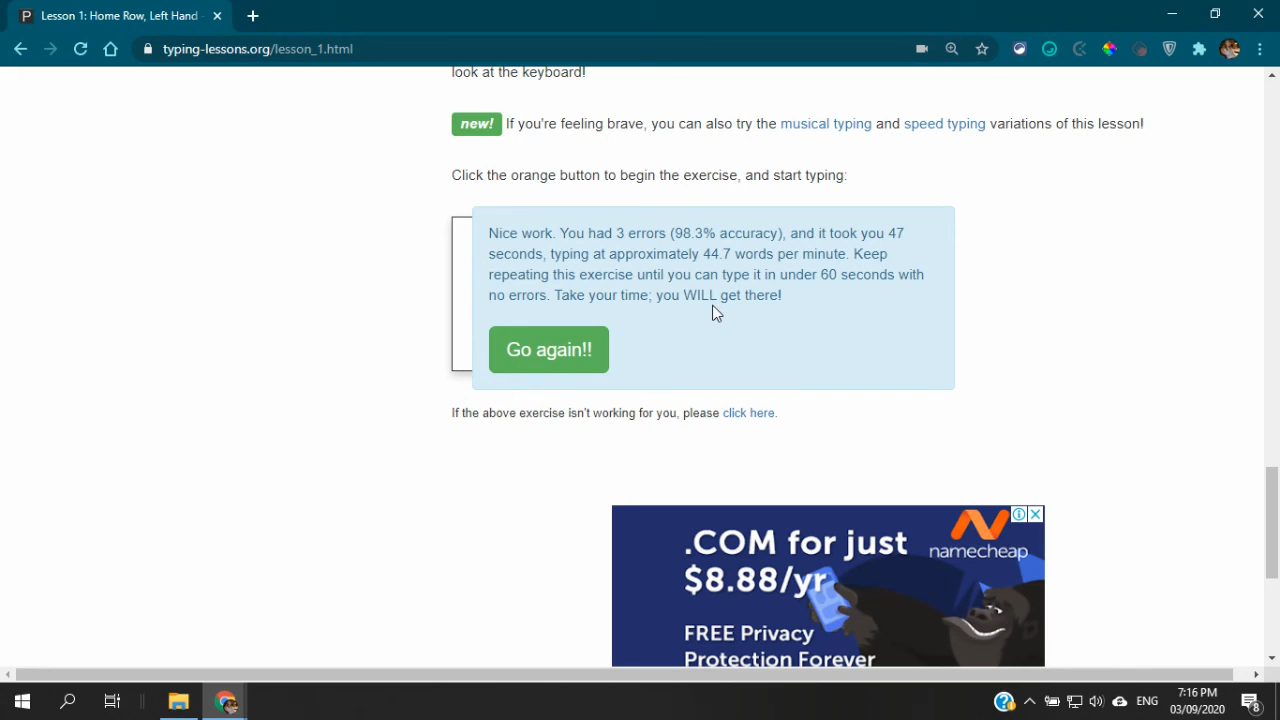 Lesson 1: Home Row, Left Hand -
typing-lessons.org/lesson_1.html
look at the keyboard!
new! If you're feeling brave, you can also try the musical typing and speed typing variations of this lesson!
Click the orange button to begin the exercise, and start typing:
Nice work. You had 3 errors (98.3% accuracy), and it took you 47
seconds, typing at approximately 44.7 words per minute. Keep
repeating this exercise until you can type it in under 60 seconds with
no errors. Take your time; you WILL get there!
Go again!!
If the above exercise isn't working for you, please click here.
.COM for just
$8.88/yr
namecheap
FREE Privacy
Protection Forever
ENG
7:16 PM
03/09/2020
8